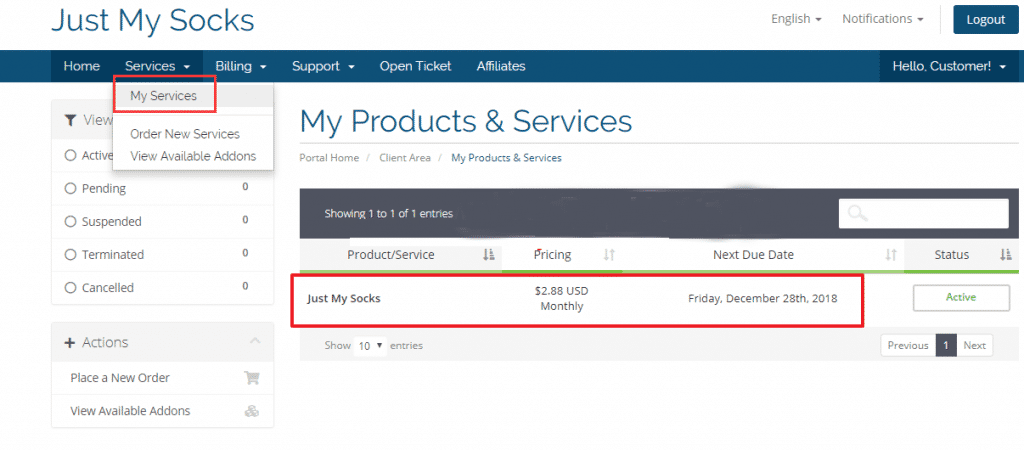 Just My Socks
English
Notifications
Logout
Home
Services
Billing
Support
Open Ticket
Affiliates
Hello, Customer!
My Services
Order New Services
View Available Addons
View
Active
Pending 0
Suspended 0
Terminated 0
Cancelled 0
+ Actions
Place a New Order
View Available Addons
My Products & Services
Portal Home / Client Area / My Products & Services
Showing 1 to 1 of 1 entries
Product/Service Pricing Next Due Date Status
Just My Socks $2.88 USD Friday, December 28th, 2018 Active
Monthly
Show 10 entries
Previous 1 Next